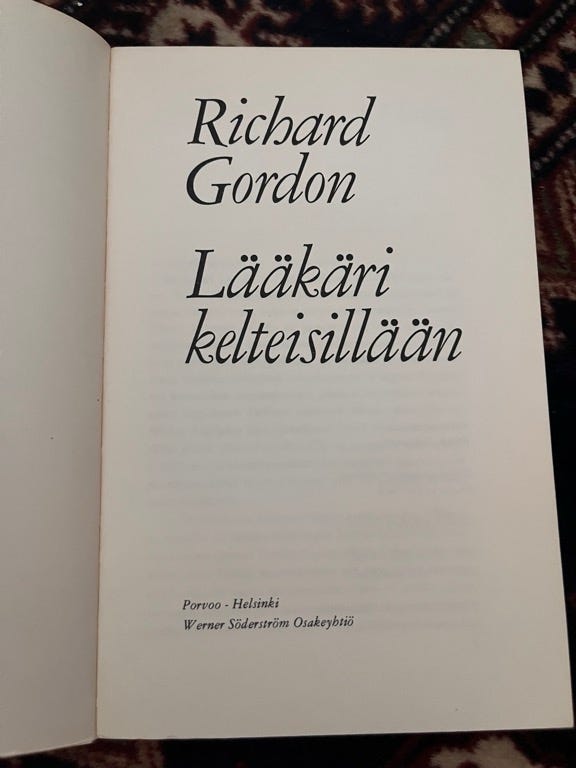 Richard
Gordon
Lääkäri
kelteisillään
Porvoo - Helsinki
Werner Söderström Osakeyhtiö